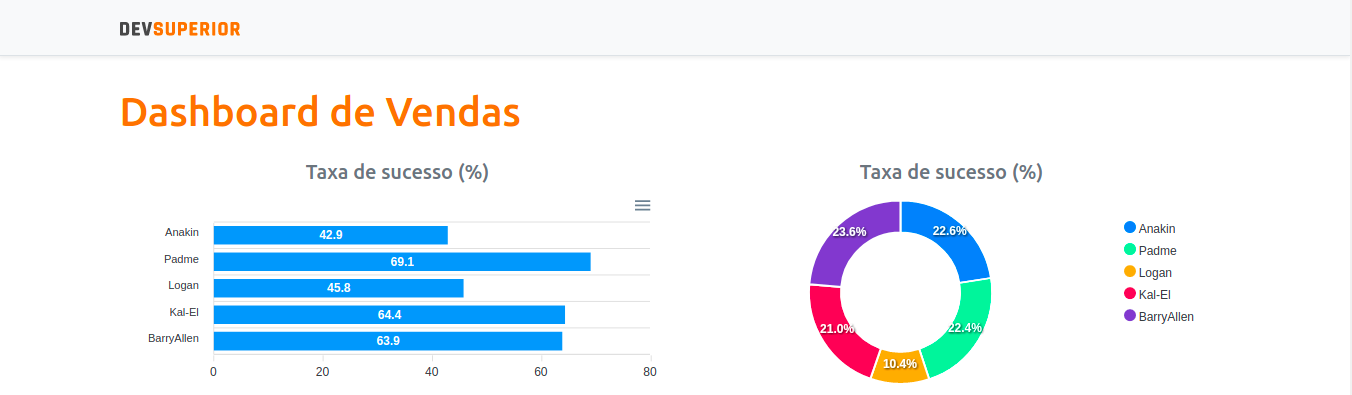 DEVSUPERIOR
Dashboard de Vendas
Taxa de sucesso (%)
Anakin 42.9
Padme 69.1
Logan 45.8
Kal-El 64.4
BarryAllen 63.9
0 20 40 60 80
Taxa de sucesso (%)
23.6% 22.6%
21.0% 22.4%
10.4%
Anakin
Padme
Logan
Kal-El
BarryAllen